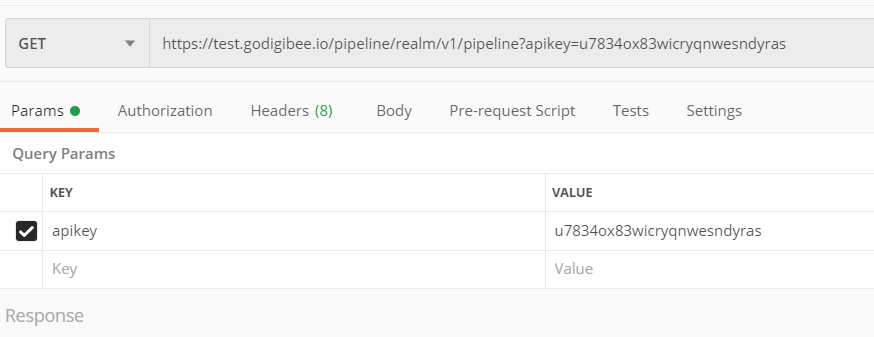 GET https://test.godigibee.io/pipeline/realm/v1/pipeline?apikey=u7834ox83wicryqnwesndyras
Params Authorization Headers (8) Body Pre-request Script Tests Settings
Query Params
KEY VALUE
apikey u7834ox83wicryqnwesndyras
Key Value
Response